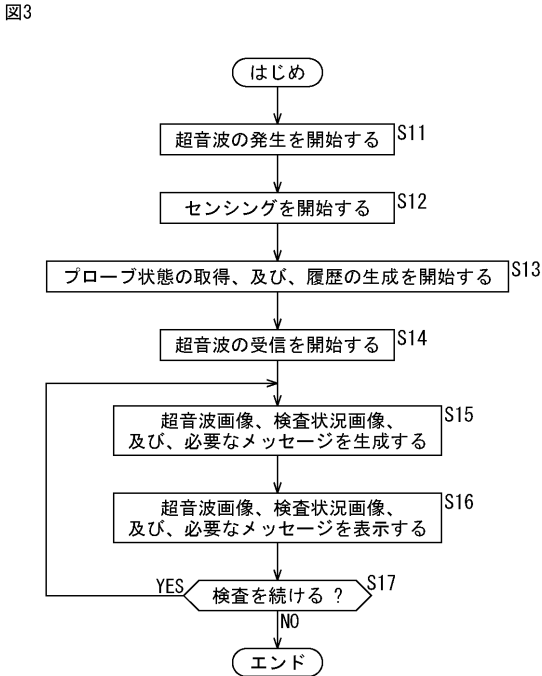 図3
はじめ
超音波の発生を開始する
S11
センシングを開始する
S12
プローブ状態の取得、及び、履歴の生成を開始する
S13
超音波の受信を開始する
S14
超音波画像、検査状況画像、
及び、必要なメッセージを生成する
S15
超音波画像、検査状況画像、
及び、必要なメッセージを表示する
S16
YES
検査を続ける ?
S17
NO
エンド